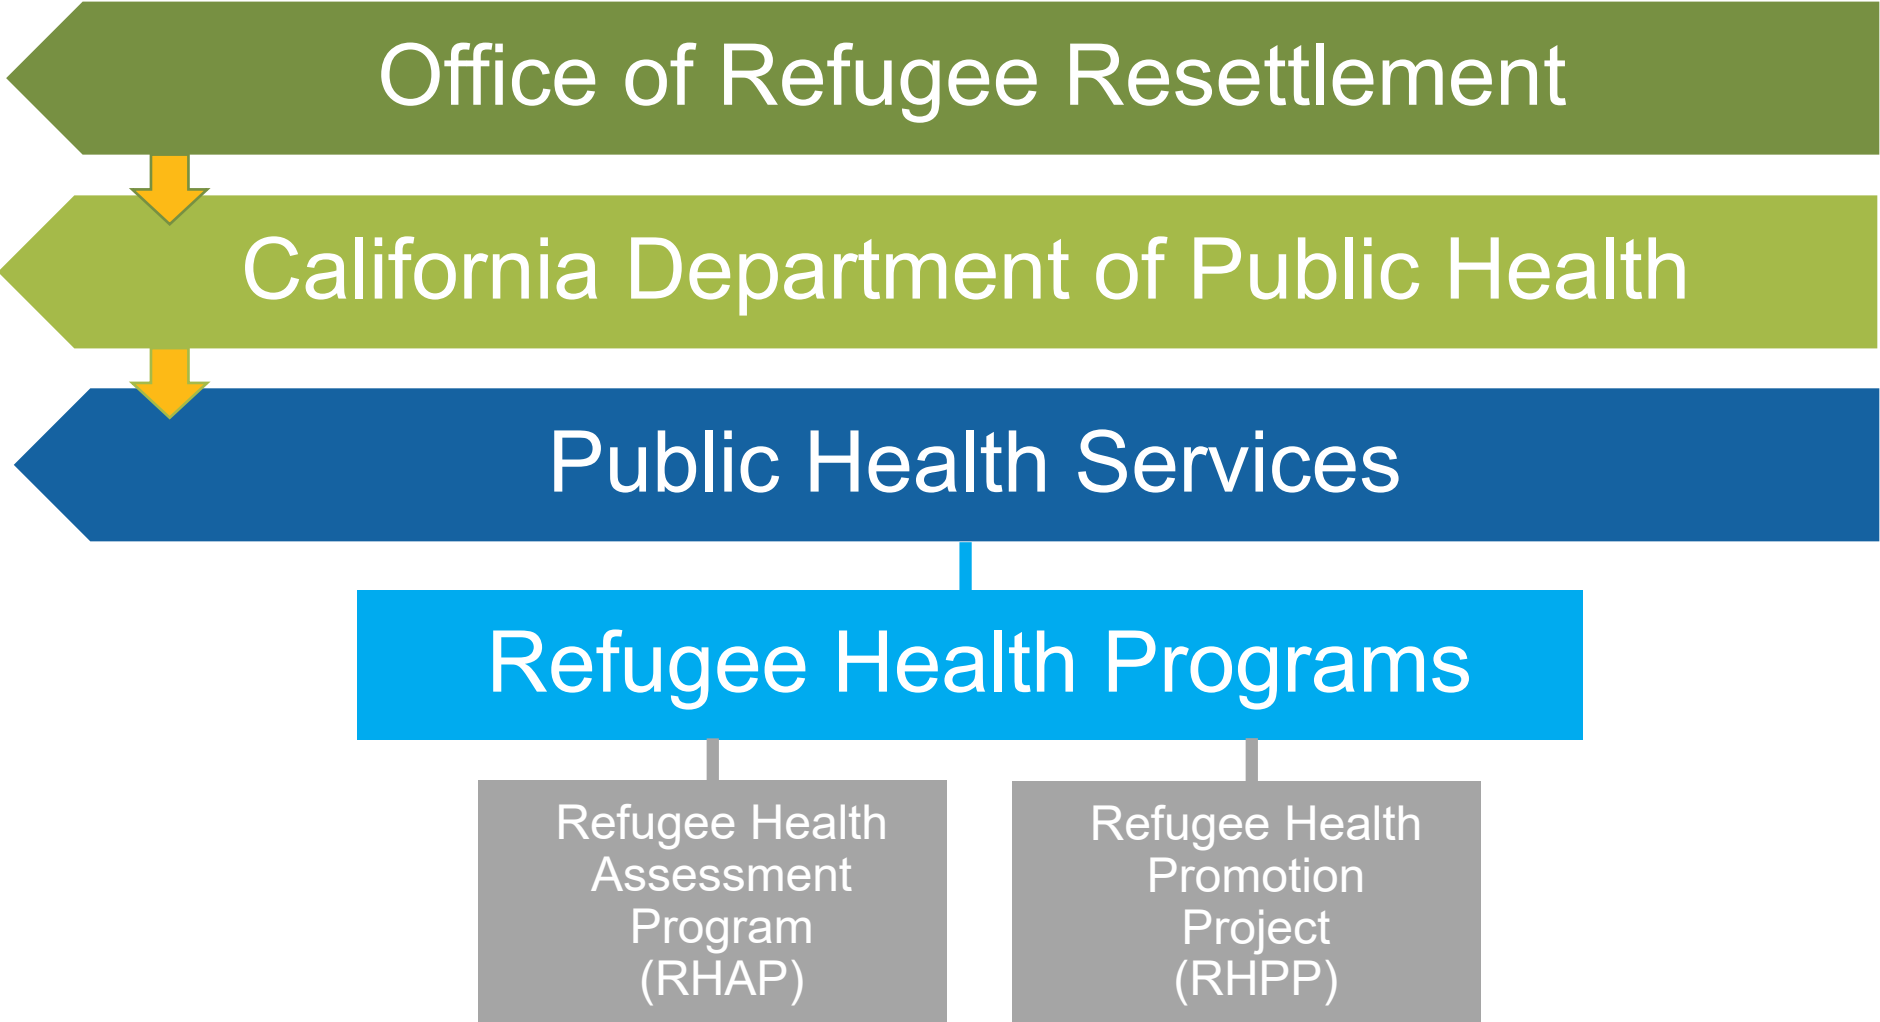 Office of Refugee Resettlement
California Department of Public Health
Public Health Services
Refugee Health Programs
Refugee Health
Assessment
Program
(RHAP)
Refugee Health
Promotion
Project
(RHPP)